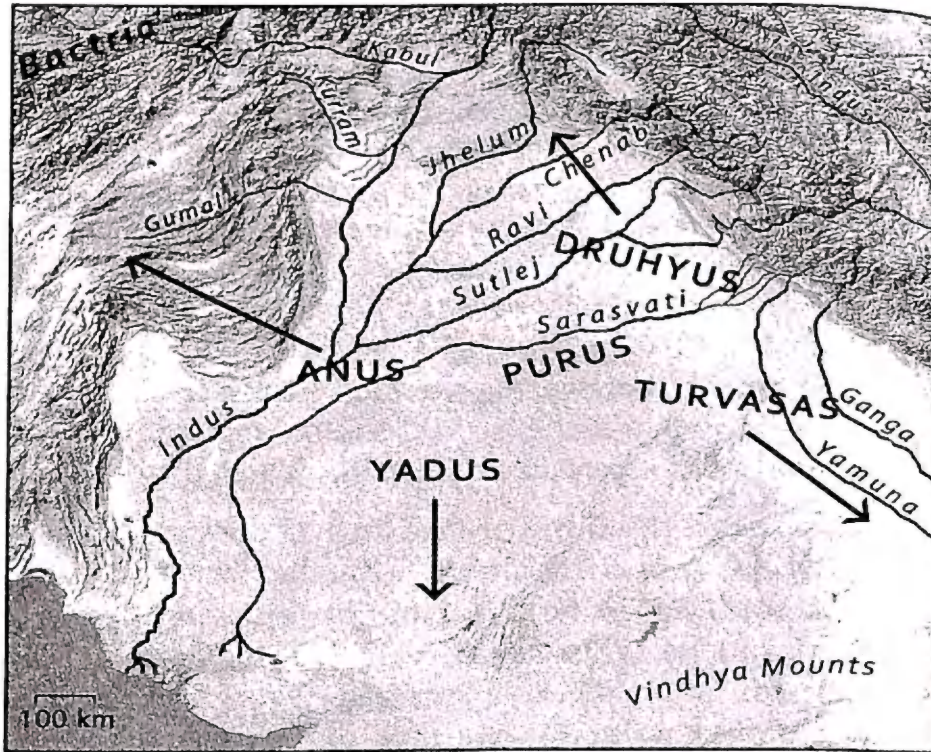 Bactria
Kabul
Kurram
Indus
Jhelum
Chenab
Gumal
Ravi
DRUHYUS
Sutlej
Sarasvati
ANUS
PURUS
TURVASAS
Ganga
Indus
YADUS
Yamuna
Vindhya Mounts
100 km